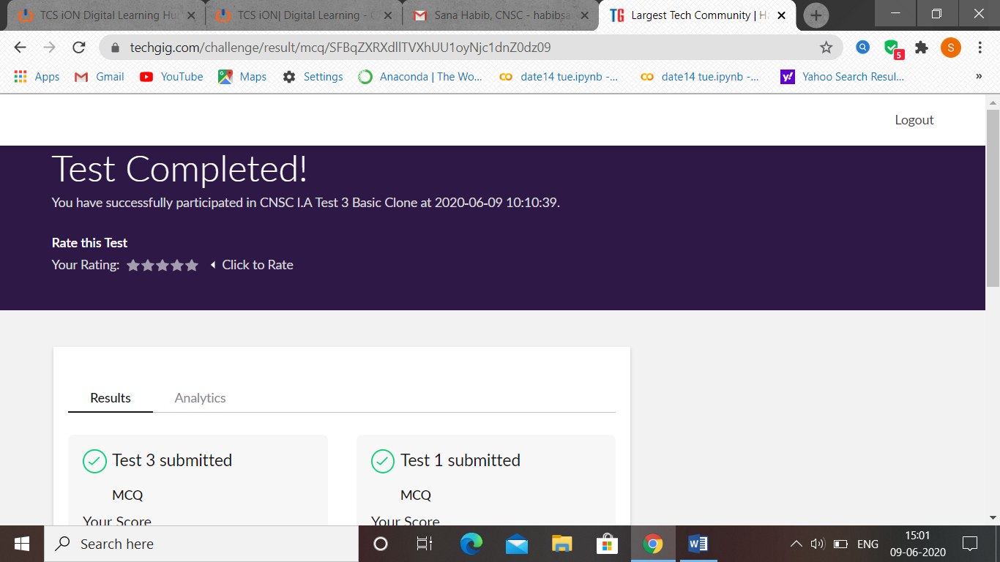 TCS iON Digital Learning Hu
TCS iON| Digital Learning -
Sana Habib, CNSC - habibsa
TG Largest Tech Community | H
techgig.com/challenge/result/mcq/SFBqZXRXdllTVXhUU1oyNjc1dnZ0dz09
5
S
Apps
Gmail
YouTube
Maps
Settings
Anaconda | The Wo...
date14 tue.ipynb -...
date14 tue.ipynb -...
Yahoo Search Resul...
»
Logout
Test Completed!
You have successfully participated in CNSC I.A Test 3 Basic Clone at 2020-06-09 10:10:39.
Rate this Test
Your Rating:
Click to Rate
Results
Analytics
Test 3 submitted
MCQ
Your Score
Test 1 submitted
MCQ
Your Score
Search here
ENG
15:01
09-06-2020